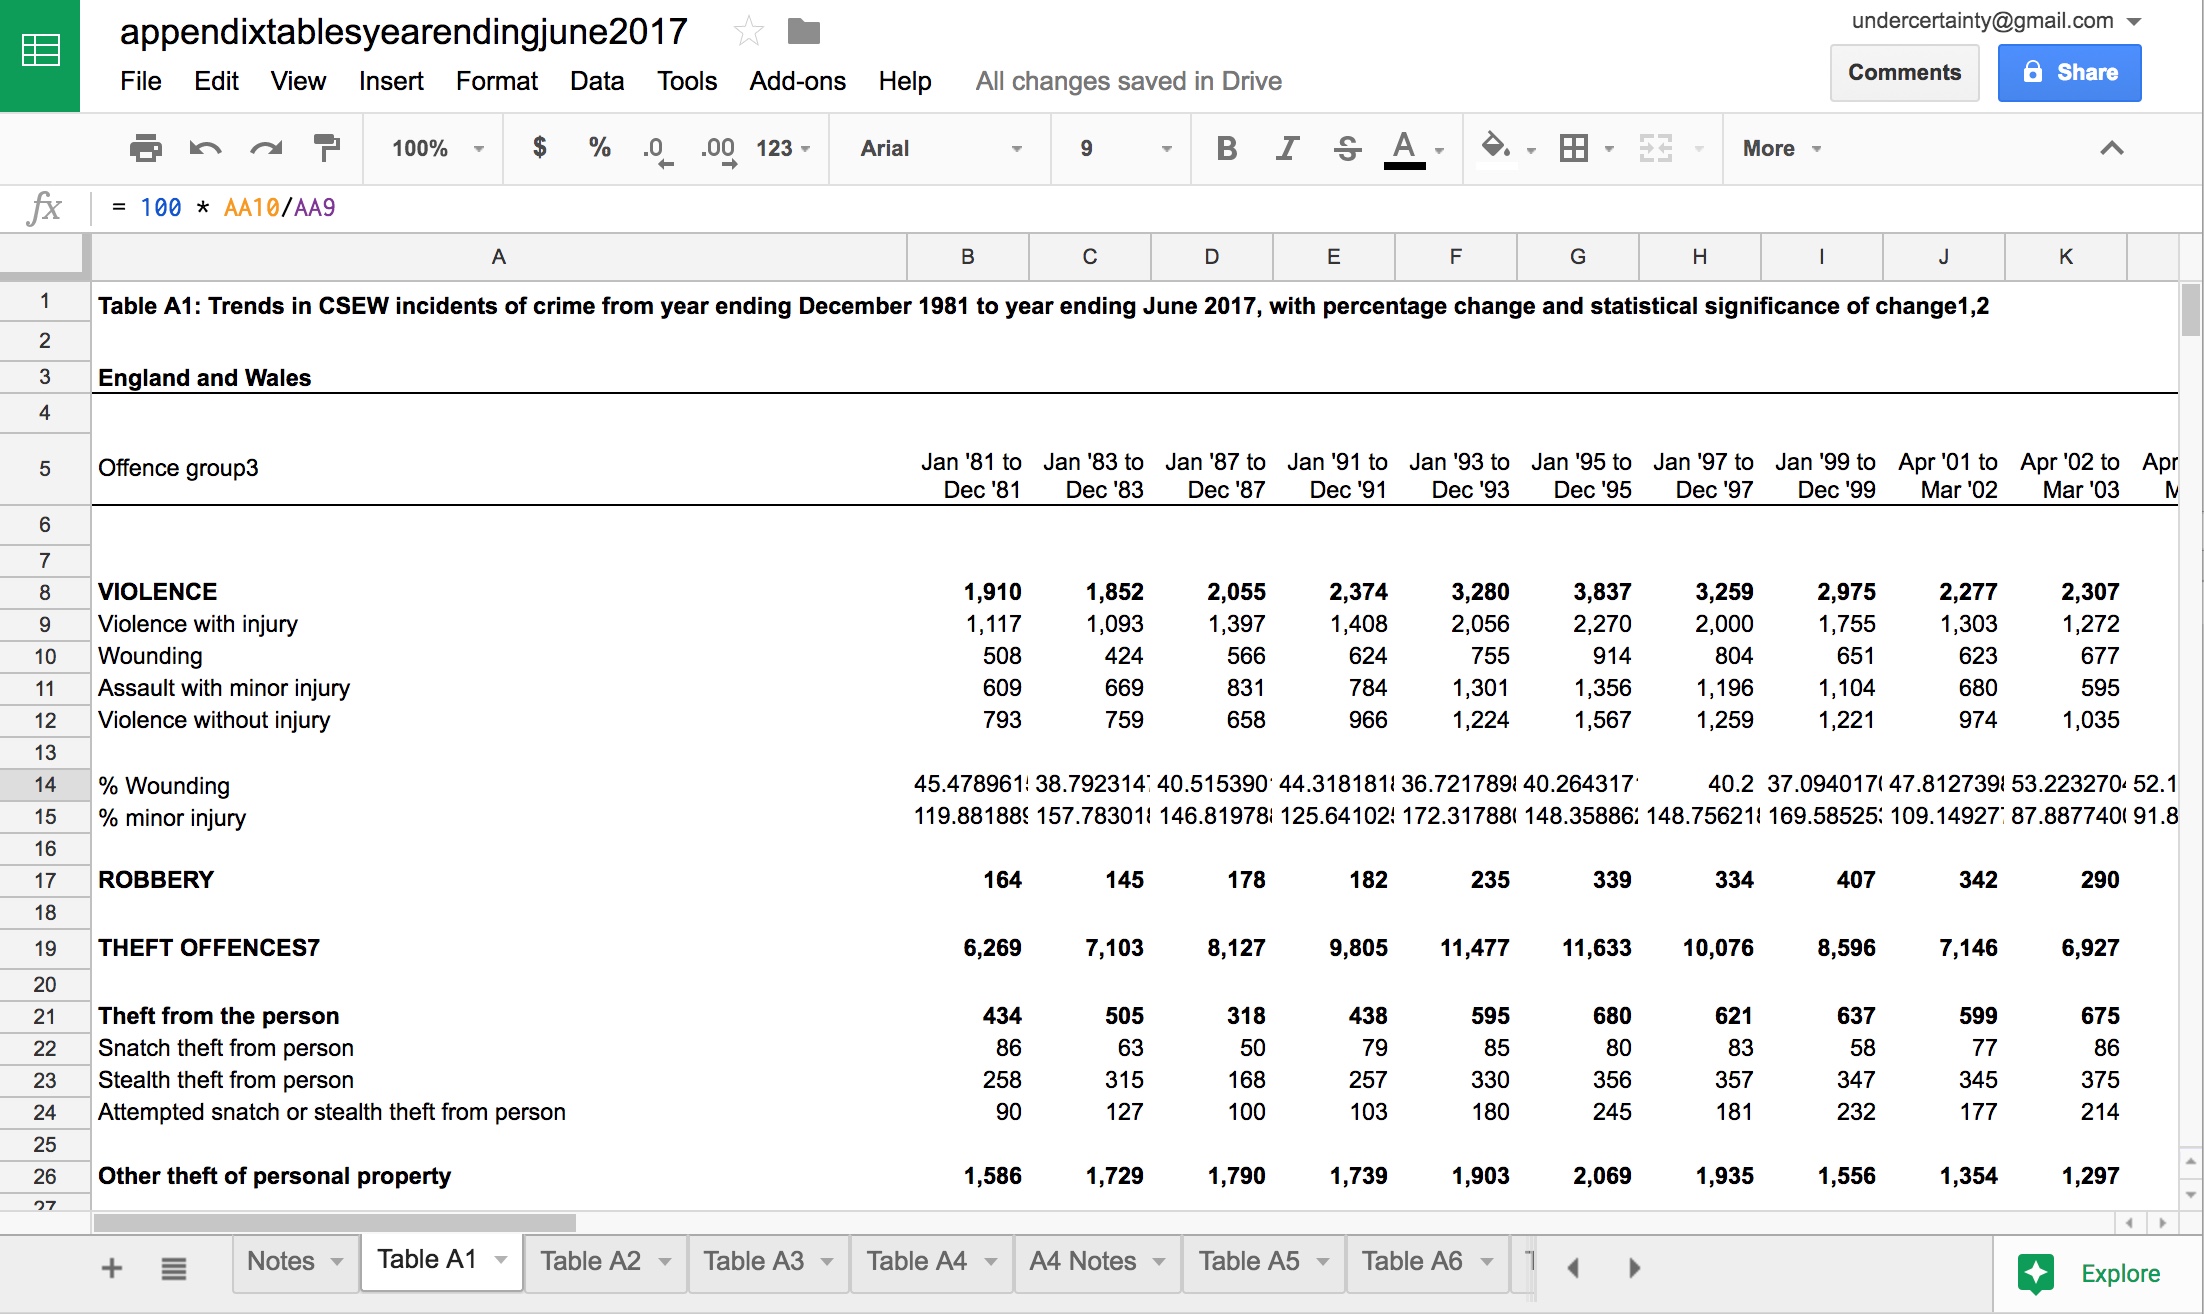 appendixtablesyearendingjune2017
undercertainty@gmail.com
File Edit View Insert Format Data Tools Add-ons Help All changes saved in Drive
Comments Share
100% $ % .0 .00 123 Arial 9 B I S A More
fx = 100 * AA10/AA9
A B C D E F G H I J K
1 Table A1: Trends in CSEW incidents of crime from year ending December 1981 to year ending June 2017, with percentage change and statistical significance of change1,2
2
3 England and Wales
4
5 Offence group3 Jan '81 to Dec '81 Jan '83 to Dec '83 Jan '87 to Dec '87 Jan '91 to Dec '91 Jan '93 to Dec '93 Jan '95 to Dec '95 Jan '97 to Dec '97 Jan '99 to Dec '99 Apr '01 to Mar '02 Apr '02 to Mar '03 Apr
6
7
8 VIOLENCE 1,910 1,852 2,055 2,374 3,280 3,837 3,259 2,975 2,277 2,307
9 Violence with injury 1,117 1,093 1,397 1,408 2,056 2,270 2,000 1,755 1,303 1,272
10 Wounding 508 424 566 624 755 914 804 651 623 677
11 Assault with minor injury 609 669 831 784 1,301 1,356 1,196 1,104 680 595
12 Violence without injury 793 759 658 966 1,224 1,567 1,259 1,221 974 1,035
13
14 % Wounding 45.478961 38.7923147 40.5153901 44.3181818 36.7217898 40.2643171 40.2 37.0940170 47.8127398 53.2232704 52.1
15 % minor injury 119.881889 157.783018 146.819788 125.641025 172.317880 148.358862 148.756218 169.585253 109.149277 87.8877400 91.8
16
17 ROBBERY 164 145 178 182 235 339 334 407 342 290
18
19 THEFT OFFENCES7 6,269 7,103 8,127 9,805 11,477 11,633 10,076 8,596 7,146 6,927
20
21 Theft from the person 434 505 318 438 595 680 621 637 599 675
22 Snatch theft from person 86 63 50 79 85 80 83 58 77 86
23 Stealth theft from person 258 315 168 257 330 356 357 347 345 375
24 Attempted snatch or stealth theft from person 90 127 100 103 180 245 181 232 177 214
25
26 Other theft of personal property 1,586 1,729 1,790 1,739 1,903 2,069 1,935 1,556 1,354 1,297
27
Notes Table A1 Table A2 Table A3 Table A4 A4 Notes Table A5 Table A6 Explore